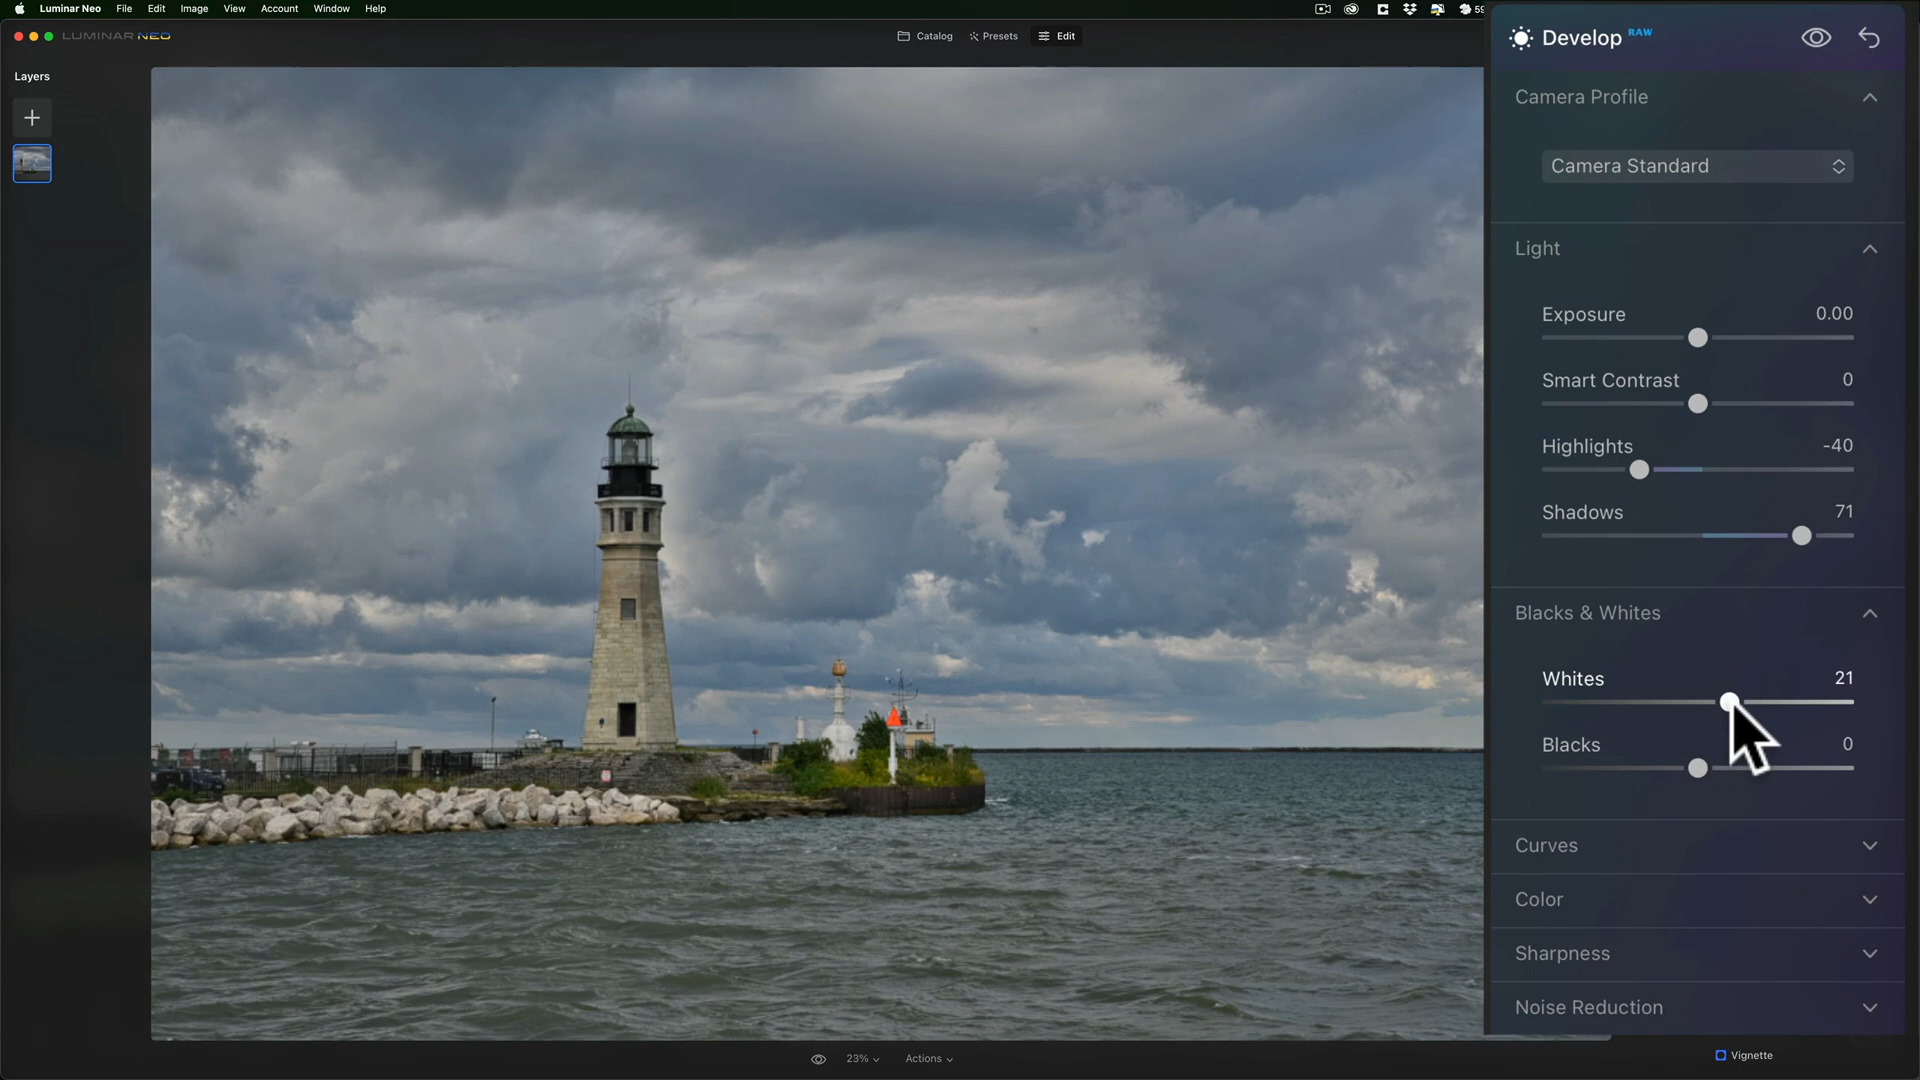 Luminar Neo File Edit Image View Account Window Help
LUMINAR NEO
Catalog Presets Edit
Layers
Develop RAW
Camera Profile
Camera Standard
Light
Exposure 0.00
Smart Contrast 0
Highlights -40
Shadows 71
Blacks & Whites
Whites 21
Blacks 0
Curves
Color
Sharpness
Noise Reduction
23% Actions
Vignette